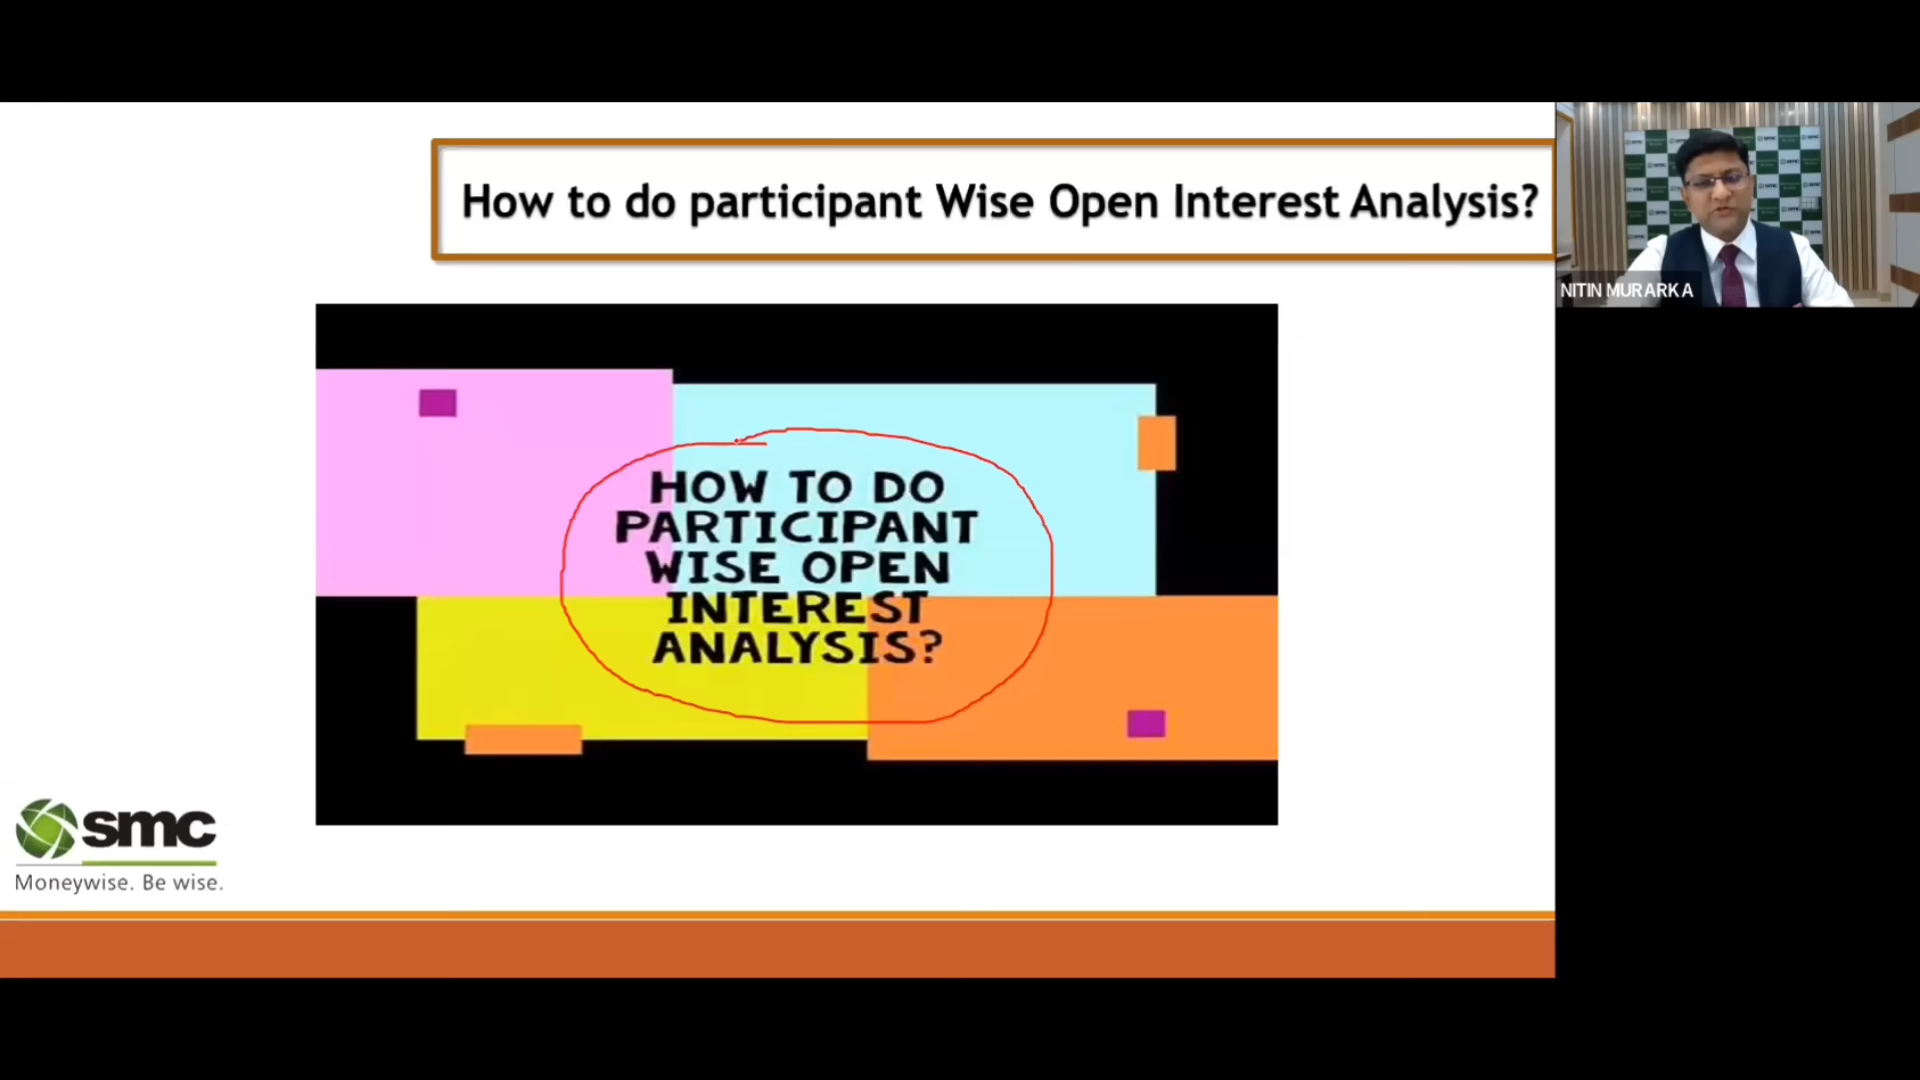 How to do participant Wise Open Interest Analysis?
NITIN MURARKA
HOW TO DO
PARTICIPANT
WISE OPEN
INTEREST
ANALYSIS?
smc
Moneywise. Be wise.